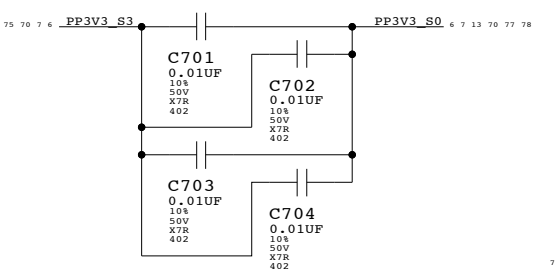 75 70 7 6 PP3V3_S3
PP3V3_S0 6 7 13 70 77 78
C701
0.01UF
10%
50V
X7R
402
C702
0.01UF
10%
50V
X7R
402
C703
0.01UF
10%
50V
X7R
402
C704
0.01UF
10%
50V
X7R
402
7